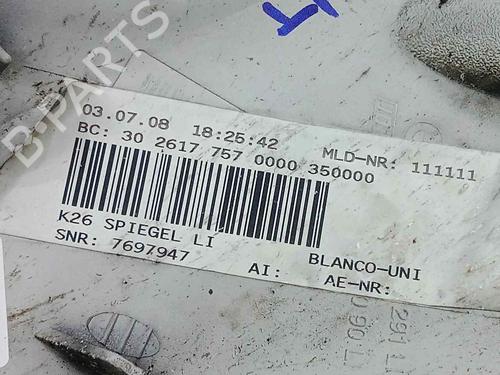 B-PARTS
03.07.08 18:25:42 MLD-NR: 111111
BC: 30 2617 757 0000 350000
K26 SPIEGEL LI BLANCO-UNI
SNR: 7697947 AI: AE-NR: